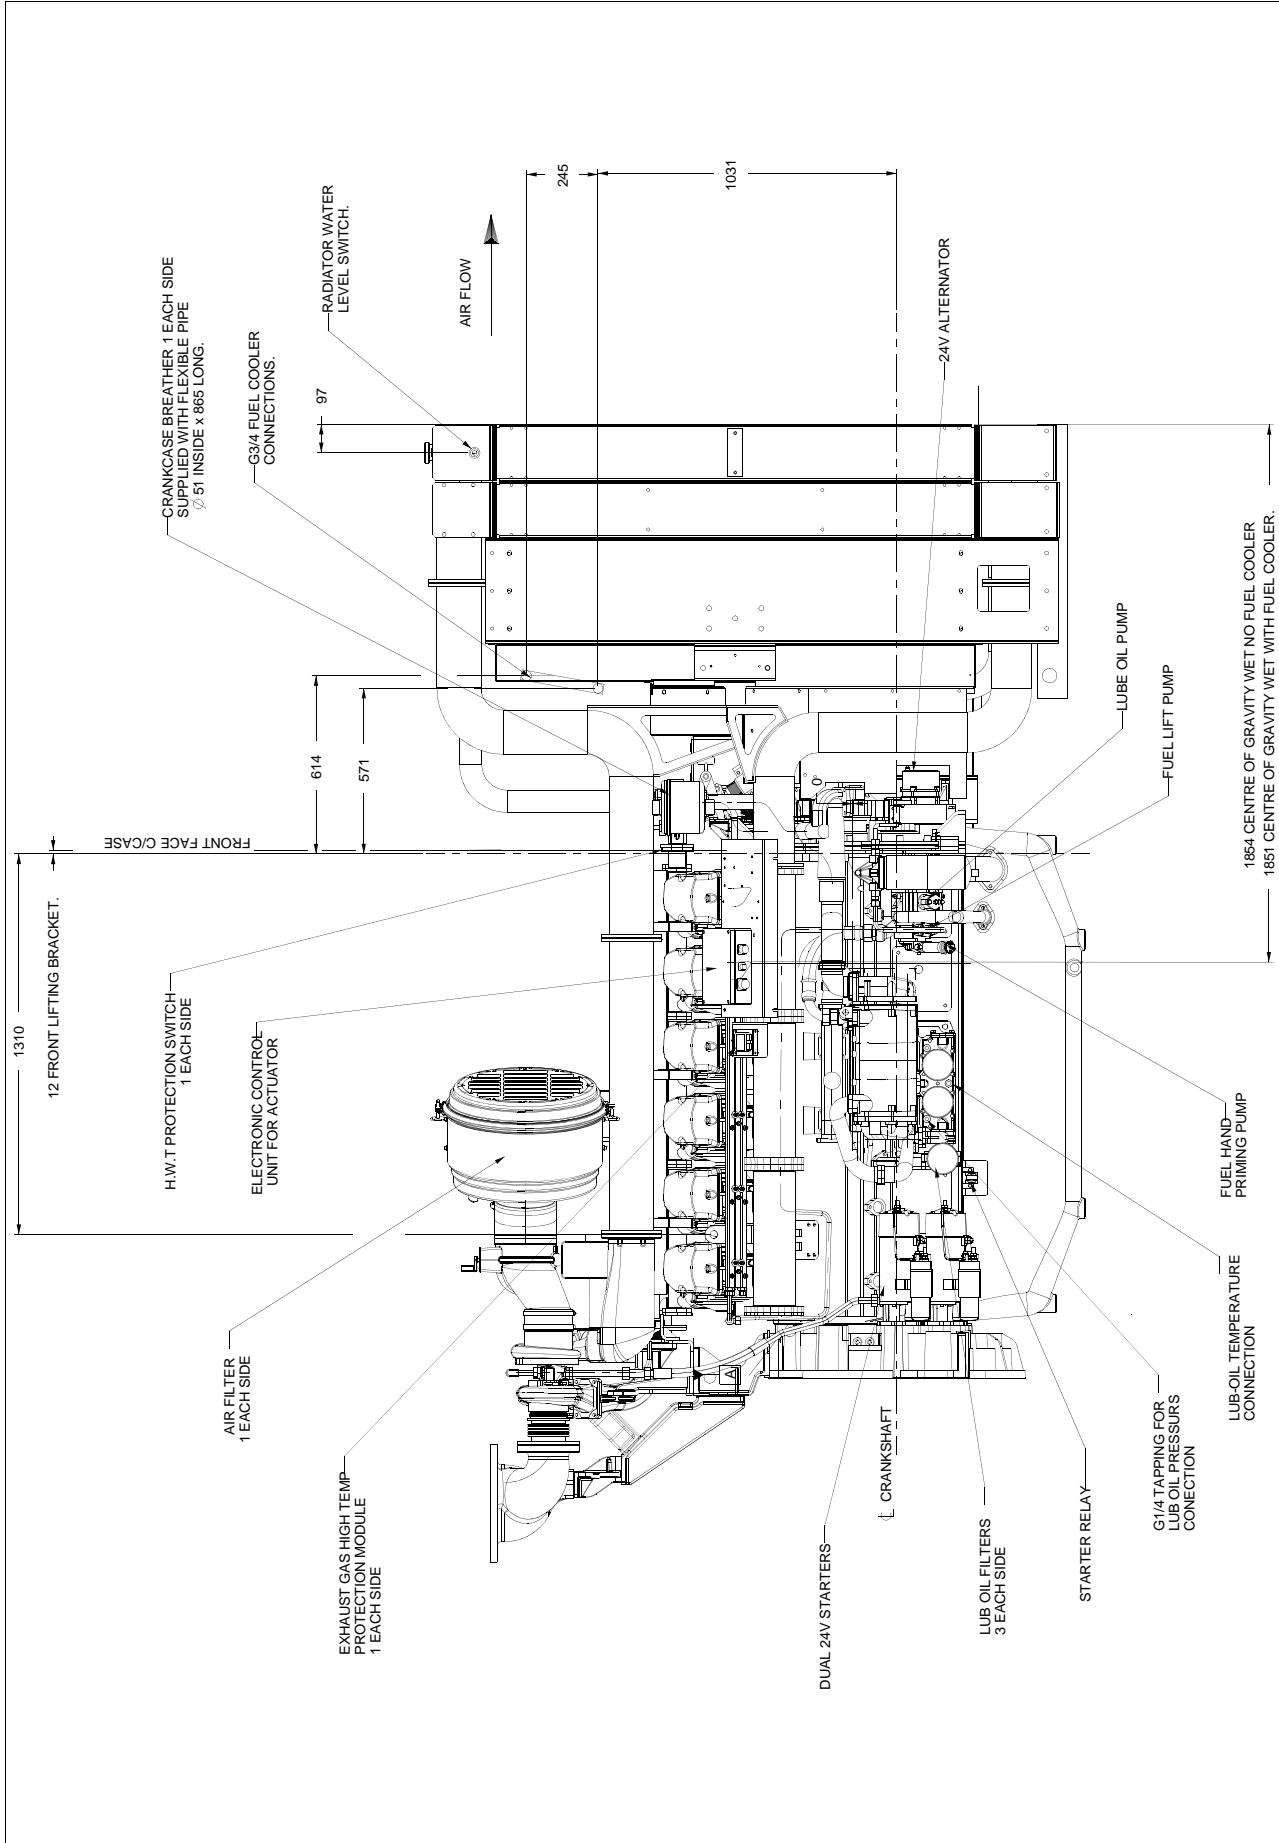 1310
12 FRONT LIFTING BRACKET.
FRONT FACE C/CASE
614
571
97
CRANKCASE BREATHER 1 EACH SIDE
SUPPLIED WITH FLEXIBLE PIPE
∅ 51 INSIDE x 865 LONG.
G3/4 FUEL COOLER
CONNECTIONS.
RADIATOR WATER
LEVEL SWITCH.
AIR FLOW
245
1031
H.W.T PROTECTION SWITCH
1 EACH SIDE
ELECTRONIC CONTROL
UNIT FOR ACTUATOR
AIR FILTER
1 EACH SIDE
EXHAUST GAS HIGH TEMP
PROTECTION MODULE
1 EACH SIDE
A
24V ALTERNATOR
LUBE OIL PUMP
FUEL LIFT PUMP
℄ CRANKSHAFT
DUAL 24V STARTERS
LUB OIL FILTERS
3 EACH SIDE
STARTER RELAY
G1/4 TAPPING FOR
LUB OIL PRESSURS
CONECTION
LUB-OIL TEMPERATURE
CONNECTION
FUEL HAND
PRIMING PUMP
1854 CENTRE OF GRAVITY WET NO FUEL COOLER
1851 CENTRE OF GRAVITY WET WITH FUEL COOLER.